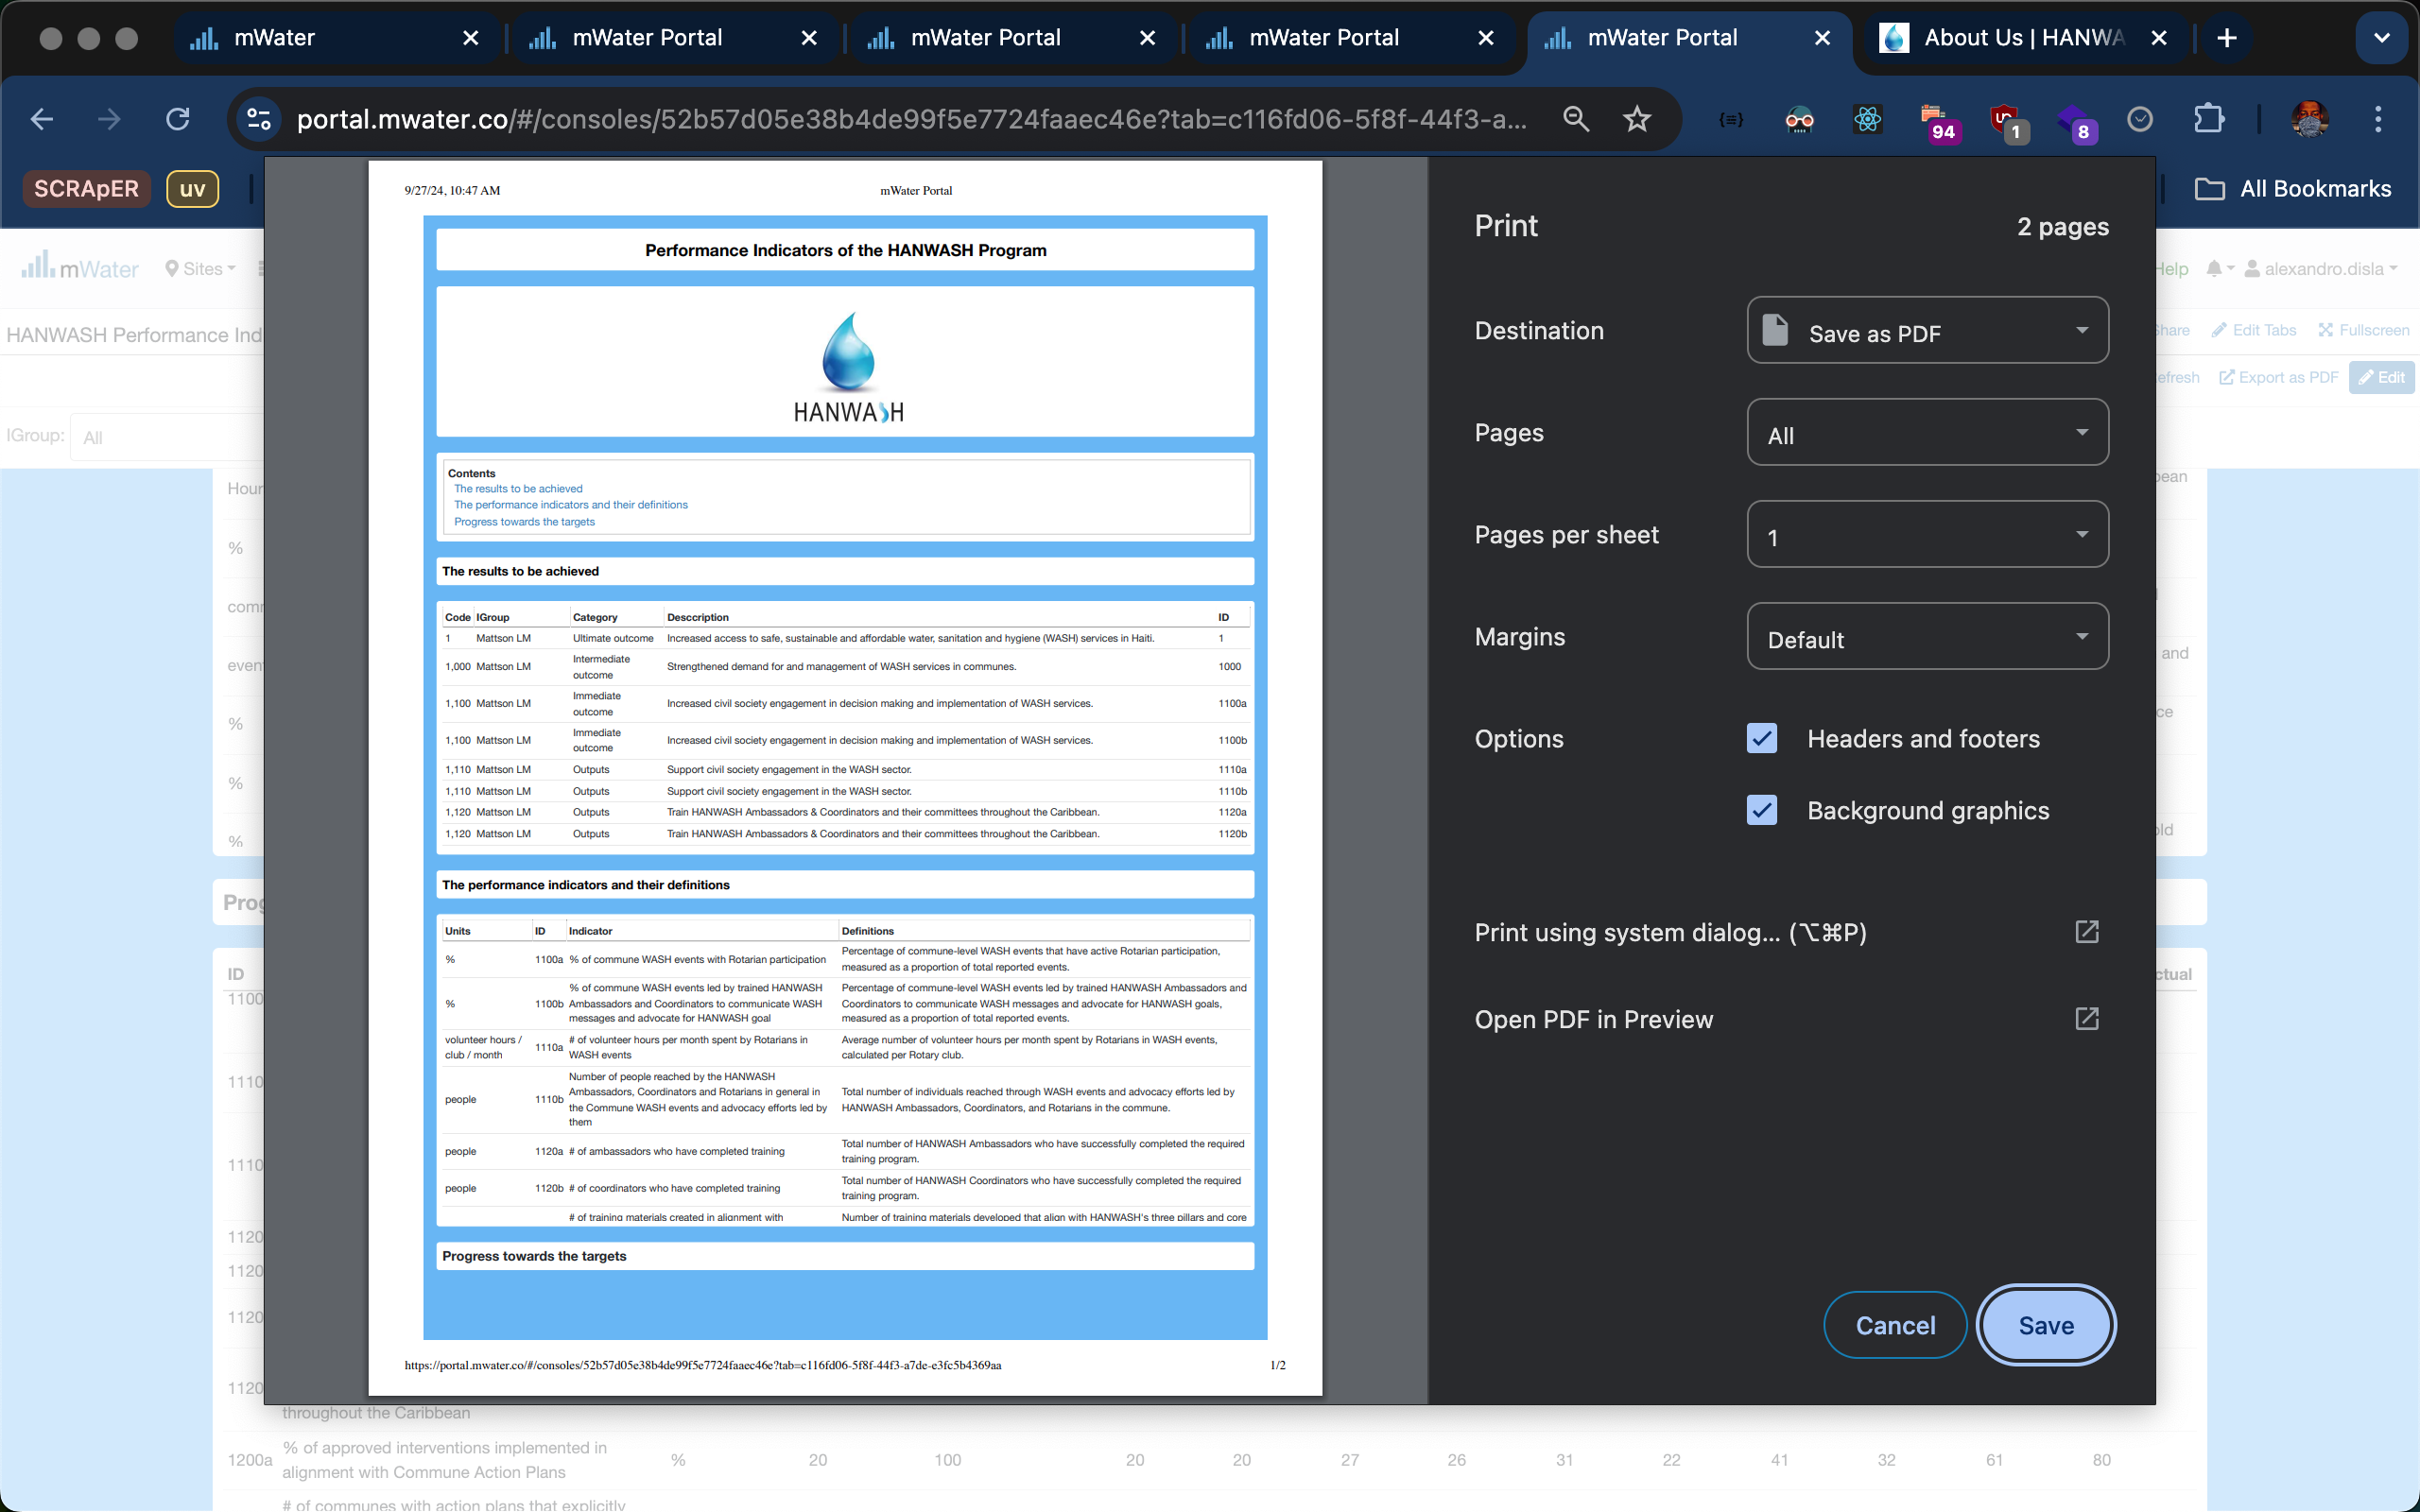 mWater
mWater Portal
mWater Portal
mWater Portal
mWater Portal
About Us | HANWA
portal.mwater.co/#/consoles/52b57d05e38b4de99f5e7724faaec46e?tab=c116fd06-5f8f-44f3-a...
94
1
8
SCRApER
uv
All Bookmarks
mWater
Sites
Help
alexandro.disla
HANWASH Performance Ind
Share
Edit Tabs
Fullscreen
Refresh
Export as PDF
Edit
IGroup:
All
Hour
%
comm
even
%
%
%
Prog
ID
1100
1110
1110
1120
1120
1120
1120
and
ce
9/27/24, 10:47 AM
mWater Portal
Performance Indicators of the HANWASH Program
HANWASH
Contents
The results to be achieved
The performance indicators and their definitions
Progress towards the targets
The results to be achieved
Code IGroup Category Desccription ID
1 Mattson LM Ultimate outcome Increased access to safe, sustainable and affordable water, sanitation and hygiene (WASH) services in Haiti. 1
1,000 Mattson LM Intermediate outcome Strengthened demand for and management of WASH services in communes. 1000
1,100 Mattson LM Immediate outcome Increased civil society engagement in decision making and implementation of WASH services. 1100a
1,100 Mattson LM Immediate outcome Increased civil society engagement in decision making and implementation of WASH services. 1100b
1,110 Mattson LM Outputs Support civil society engagement in the WASH sector. 1110a
1,110 Mattson LM Outputs Support civil society engagement in the WASH sector. 1110b
1,120 Mattson LM Outputs Train HANWASH Ambassadors & Coordinators and their committees throughout the Caribbean. 1120a
1,120 Mattson LM Outputs Train HANWASH Ambassadors & Coordinators and their committees throughout the Caribbean. 1120b
The performance indicators and their definitions
Units ID Indicator Definitions
% 1100a % of commune WASH events with Rotarian participation
Percentage of commune-level WASH events that have active Rotarian participation,
measured as a proportion of total reported events.
% 1100b
% of commune WASH events led by trained HANWASH
Ambassadors and Coordinators to communicate WASH
messages and advocate for HANWASH goal
Percentage of commune-level WASH events led by trained HANWASH Ambassadors and
Coordinators to communicate WASH messages and advocate for HANWASH goals,
measured as a proportion of total reported events.
volunteer hours /
club / month
1110a
# of volunteer hours per month spent by Rotarians in
WASH events
Average number of volunteer hours per month spent by Rotarians in WASH events,
calculated per Rotary club.
people 1110b
Number of people reached by the HANWASH
Ambassadors, Coordinators and Rotarians in general in
the Commune WASH events and advocacy efforts led by
them
Total number of individuals reached through WASH events and advocacy efforts led by
HANWASH Ambassadors, Coordinators, and Rotarians in the commune.
people 1120a # of ambassadors who have completed training
Total number of HANWASH Ambassadors who have successfully completed the required
training program.
people 1120b # of coordinators who have completed training
Total number of HANWASH Coordinators who have successfully completed the required
training program.
# of training materials created in alignment with
Number of training materials developed that align with HANWASH's three pillars and core
Progress towards the targets
https://portal.mwater.co/#/consoles/52b57d05e38b4de99f5e7724faaec46e?tab=c116fd06-5f8f-44f3-a7de-e3fc5b4369aa
1/2
Print
2 pages
Destination
Save as PDF
Pages
All
Pages per sheet
1
Margins
Default
Options
Headers and footers
Background graphics
Print using system dialog... (⌥⌘P)
Open PDF in Preview
Cancel
Save
throughout the Caribbean
1200a
% of approved interventions implemented in
alignment with Commune Action Plans
% 20 100 20 20 27 26 31 22 41 32 61 80
# of communes with action plans that explicitly